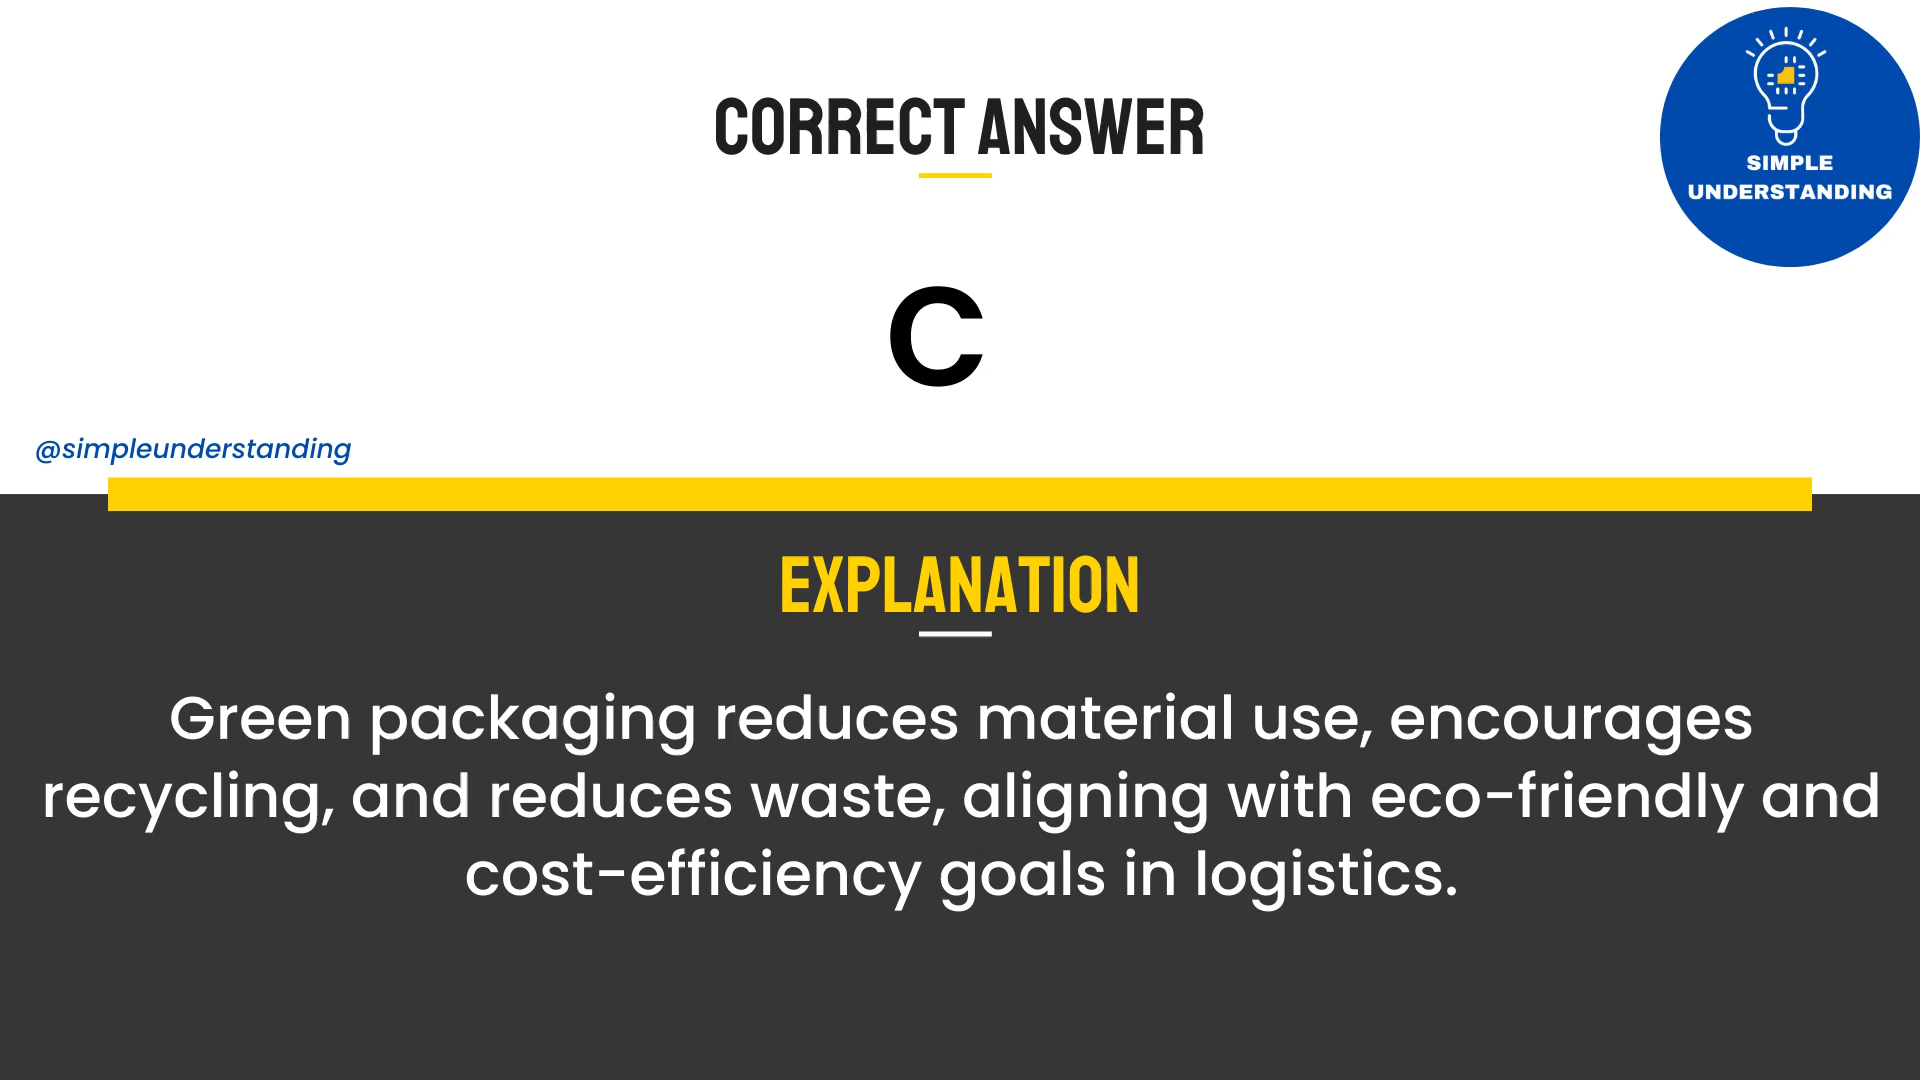 CORRECT ANSWER
SIMPLE
UNDERSTANDING
C
@simpleunderstanding
EXPLANATION
Green packaging reduces material use, encourages
recycling, and reduces waste, aligning with eco-friendly and
cost-efficiency goals in logistics.